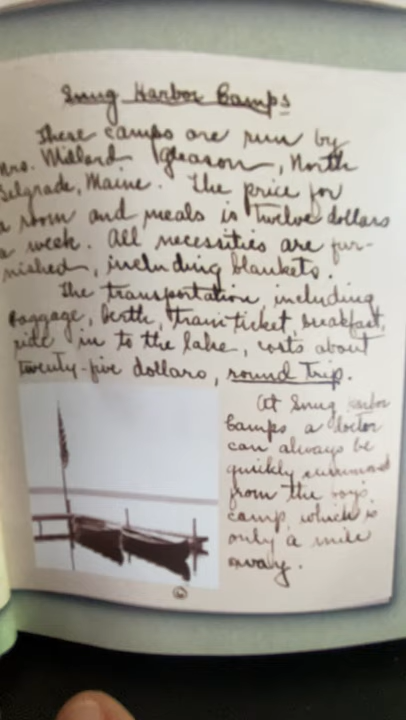 Snug Harbor Camps
These camps are run by
Mrs. Millard Gleason, North
Belgrade, Maine. The price for
a room and meals is twelve dollars
a week. All necessities are fur-
nished, including blankets.
The transportation, including
baggage, berth, train ticket, breakfast,
ride in to the lake, costs about
twenty-five dollars, round trip.
At Snug Harbor
Camps a doctor
can always be
quickly summoned
from the boys
camp, which is
only a mile
away.
6